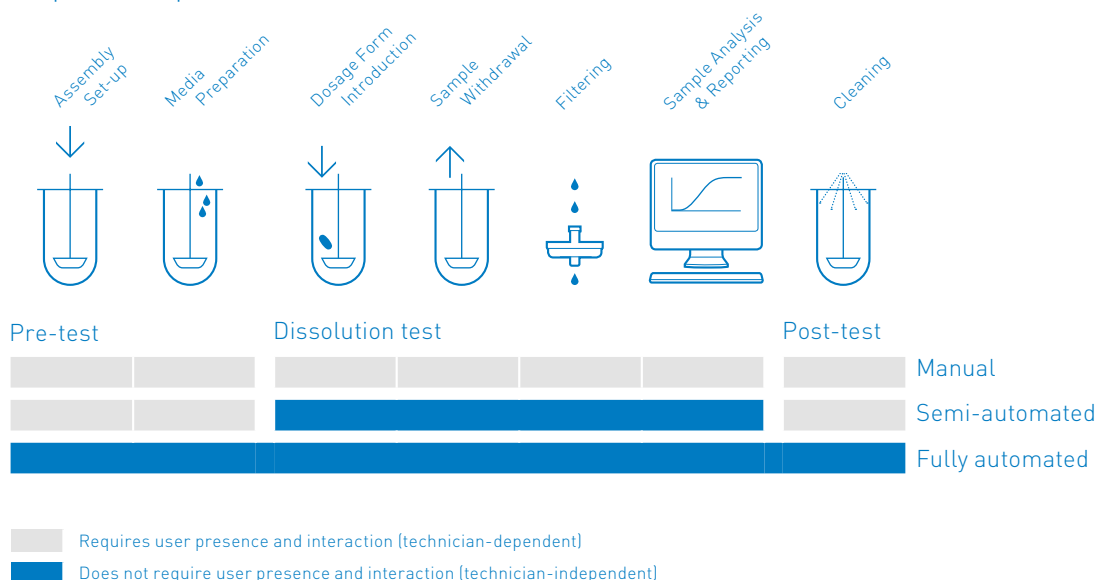 Assembly
Set-up
Media
Preparation
Dosage Form
Introduction
Sample
Withdrawal
Filtering
Sample Analysis
& Reporting
Cleaning
Pre-test
Dissolution test
Post-test
Manual
Semi-automated
Fully automated
Requires user presence and interaction (technician-dependent)
Does not require user presence and interaction (technician-independent)